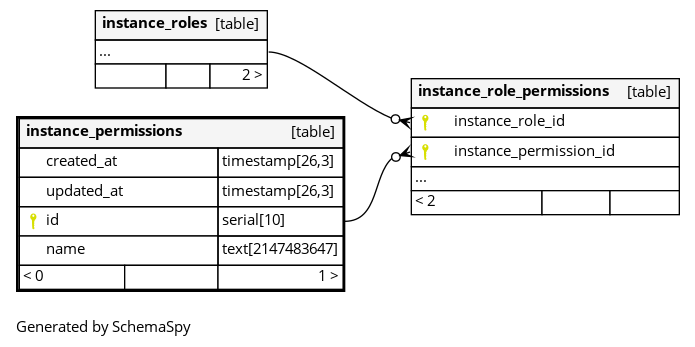 instance_roles [table]
...
2 >
instance_role_permissions [table]
instance_role_id
instance_permission_id
...
< 2
instance_permissions [table]
created_at timestamp[26,3]
updated_at timestamp[26,3]
id serial[10]
name text[2147483647]
< 0 1 >
Generated by SchemaSpy